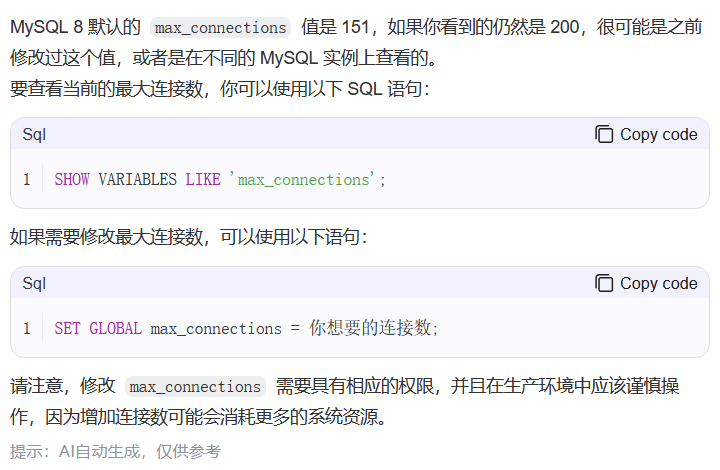 MySQL 8 默认的 max_connections 值是 151，如果你看到的仍然是 200，很可能是之前
修改过这个值，或者是在不同的 MySQL 实例上查看的。
要查看当前的最大连接数，你可以使用以下 SQL 语句：
Sql Copy code
1 SHOW VARIABLES LIKE 'max_connections';
如果需要修改最大连接数，可以使用以下语句：
Sql Copy code
1 SET GLOBAL max_connections = 你想要的连接数;
请注意，修改 max_connections 需要具有相应的权限，并且在生产环境中应该谨慎操
作，因为增加连接数可能会消耗更多的系统资源。
提示：AI自动生成，仅供参考